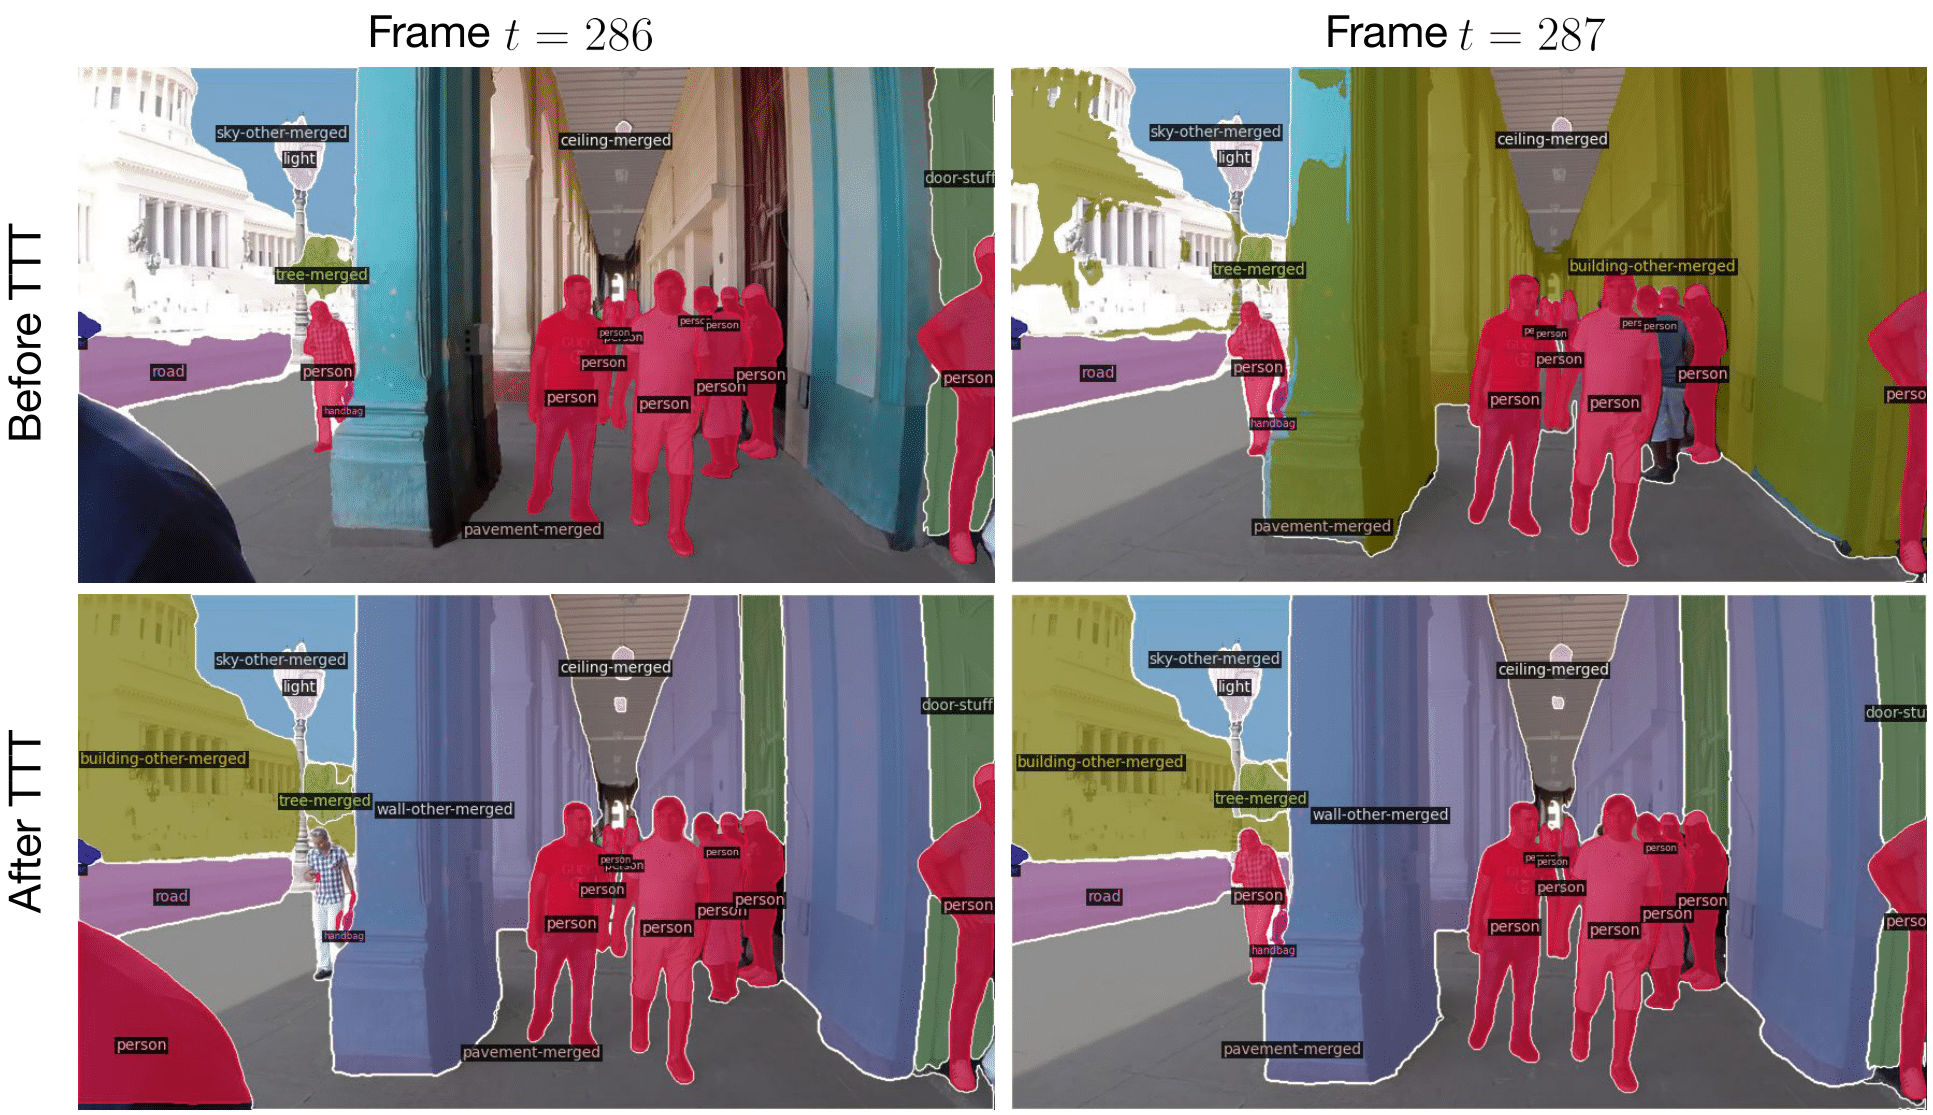 Frame t = 286
Frame t = 287
Before TTT
sky-other-merged
light
ceiling-merged
door-stuff
tree-merged
person
person
person
person
road
person
person
person
person
person
person
handbag
person
person
pavement-merged
sky-other-merged
light
ceiling-merged
tree-merged
building-other-merged
pe
person
pers
person
person
road
person
person
person
person
perso
handbag
pavement-merged
After TTT
sky-other-merged
light
ceiling-merged
door-stuff
building-other-merged
tree-merged
wall-other-merged
person
person
person
person
road
person
person
person
person
person
handbag
person
person
pavement-merged
sky-other-merged
light
ceiling-merged
door-stu
building-other-merged
tree-merged
wall-other-merged
person
person
person
road
person
person
person
person
perso
person
handbag
pavement-merged